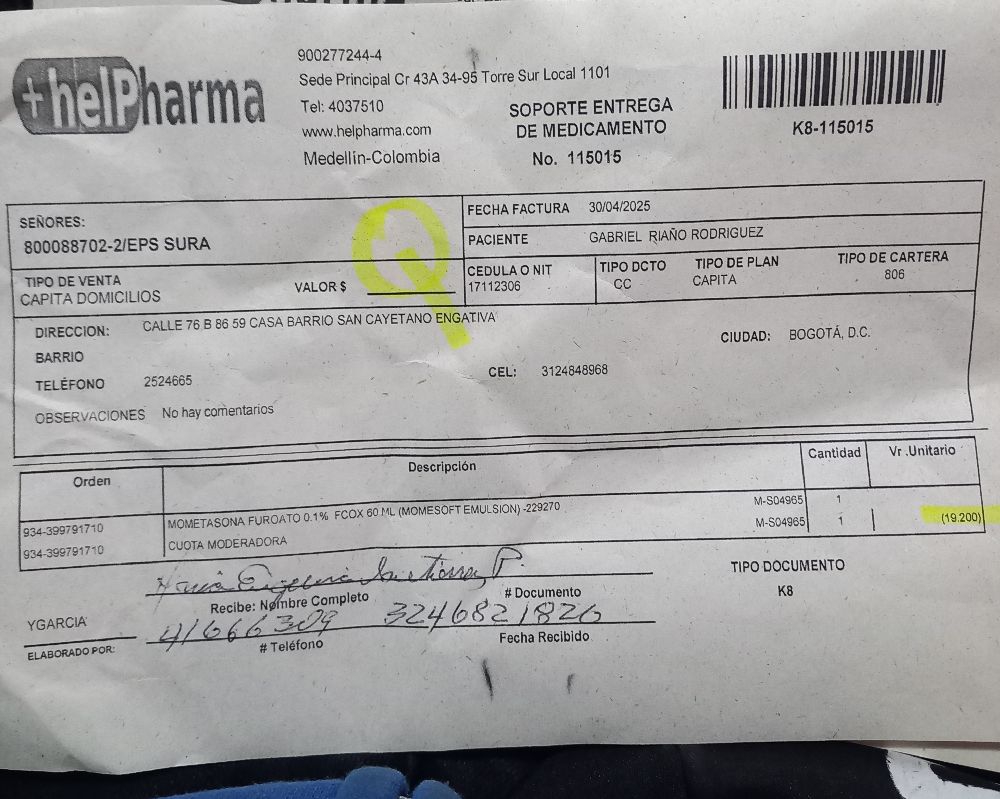 +helPharma
900277244-4
Sede Principal Cr 43A 34-95 Torre Sur Local 1101
Tel: 4037510
www.helpharma.com
Medellín-Colombia
SOPORTE ENTREGA
DE MEDICAMENTO
No. 115015
K8-115015
SEÑORES:
800088702-2/EPS SURA
FECHA FACTURA 30/04/2025
PACIENTE GABRIEL RIAÑO RODRIGUEZ
TIPO DE VENTA
CAPITA DOMICILIOS
VALOR $
CEDULA O NIT
17112306
TIPO DCTO
CC
TIPO DE PLAN
CAPITA
TIPO DE CARTERA
806
DIRECCION: CALLE 76 B 86 59 CASA BARRIO SAN CAYETANO ENGATIVA
CIUDAD: BOGOTÁ, D.C.
BARRIO
TELÉFONO 2524665
CEL: 3124848968
OBSERVACIONES No hay comentarios
Orden Descripción Cantidad Vr .Unitario
934-399791710 MOMETASONA FUROATO 0.1% FCOX 60 ML (MOMESOFT EMULSION) -229270 M-S04965 1
934-399791710 CUOTA MODERADORA M-S04965 1 (19.200)
TIPO DOCUMENTO
K8
Recibe: Nombre Completo # Documento
YGARCIA 41666309 3246821826
ELABORADO POR: # Teléfono Fecha Recibido